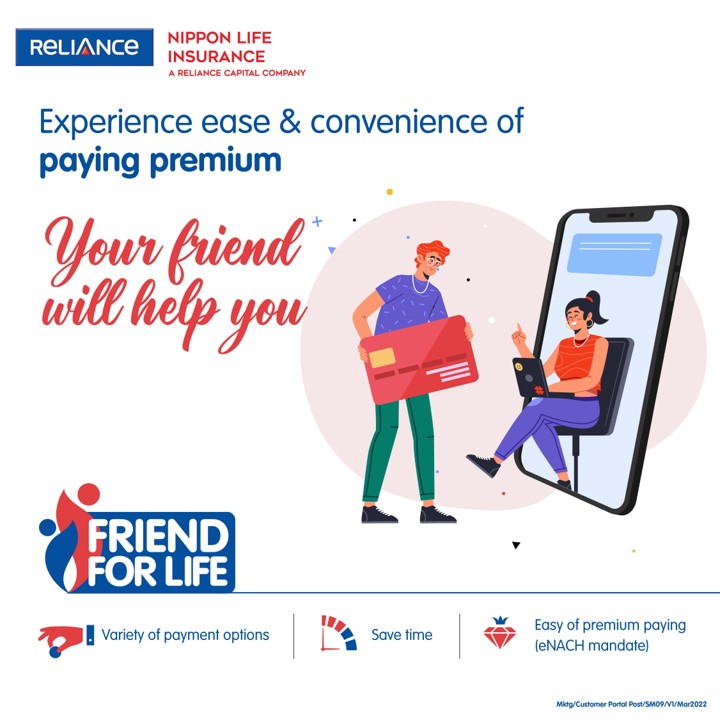 RELIANCE
NIPPON LIFE
INSURANCE
A RELIANCE CAPITAL COMPANY
Experience ease & convenience of
paying premium
Your friend
will help you
FRIEND
FOR LIFE
Variety of payment options
Save time
Easy of premium paying
(eNACH mandate)
Mktg/Customer Portal Post/SM09/V1/Mar2022